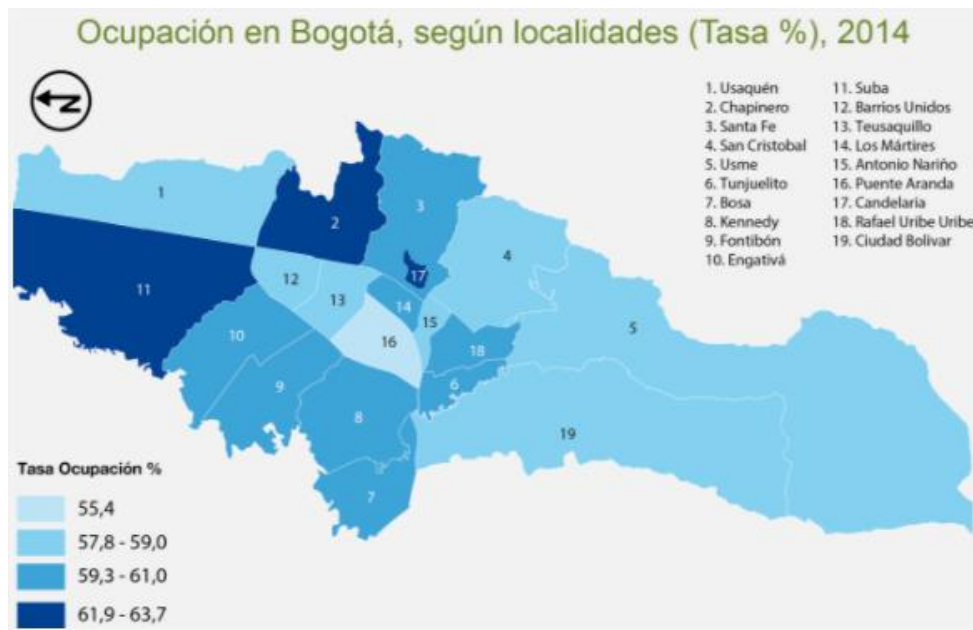 Ocupación en Bogotá, según localidades (Tasa %), 2014
N
1. Usaquén
2. Chapinero
3. Santa Fe
4. San Cristobal
5. Usme
6. Tunjuelito
7. Bosa
8. Kennedy
9. Fontibón
10. Engativá
11. Suba
12. Barrios Unidos
13. Teusaquillo
14. Los Mártires
15. Antonio Nariño
16. Puente Aranda
17. Candelaria
18. Rafael Uribe Uribe
19. Ciudad Bolivar
1
2
3
4
11
17
12
13
14
15
5
10
16
18
9
6
8
19
7
Tasa Ocupación %
55,4
57,8 - 59,0
59,3 - 61,0
61,9 - 63,7